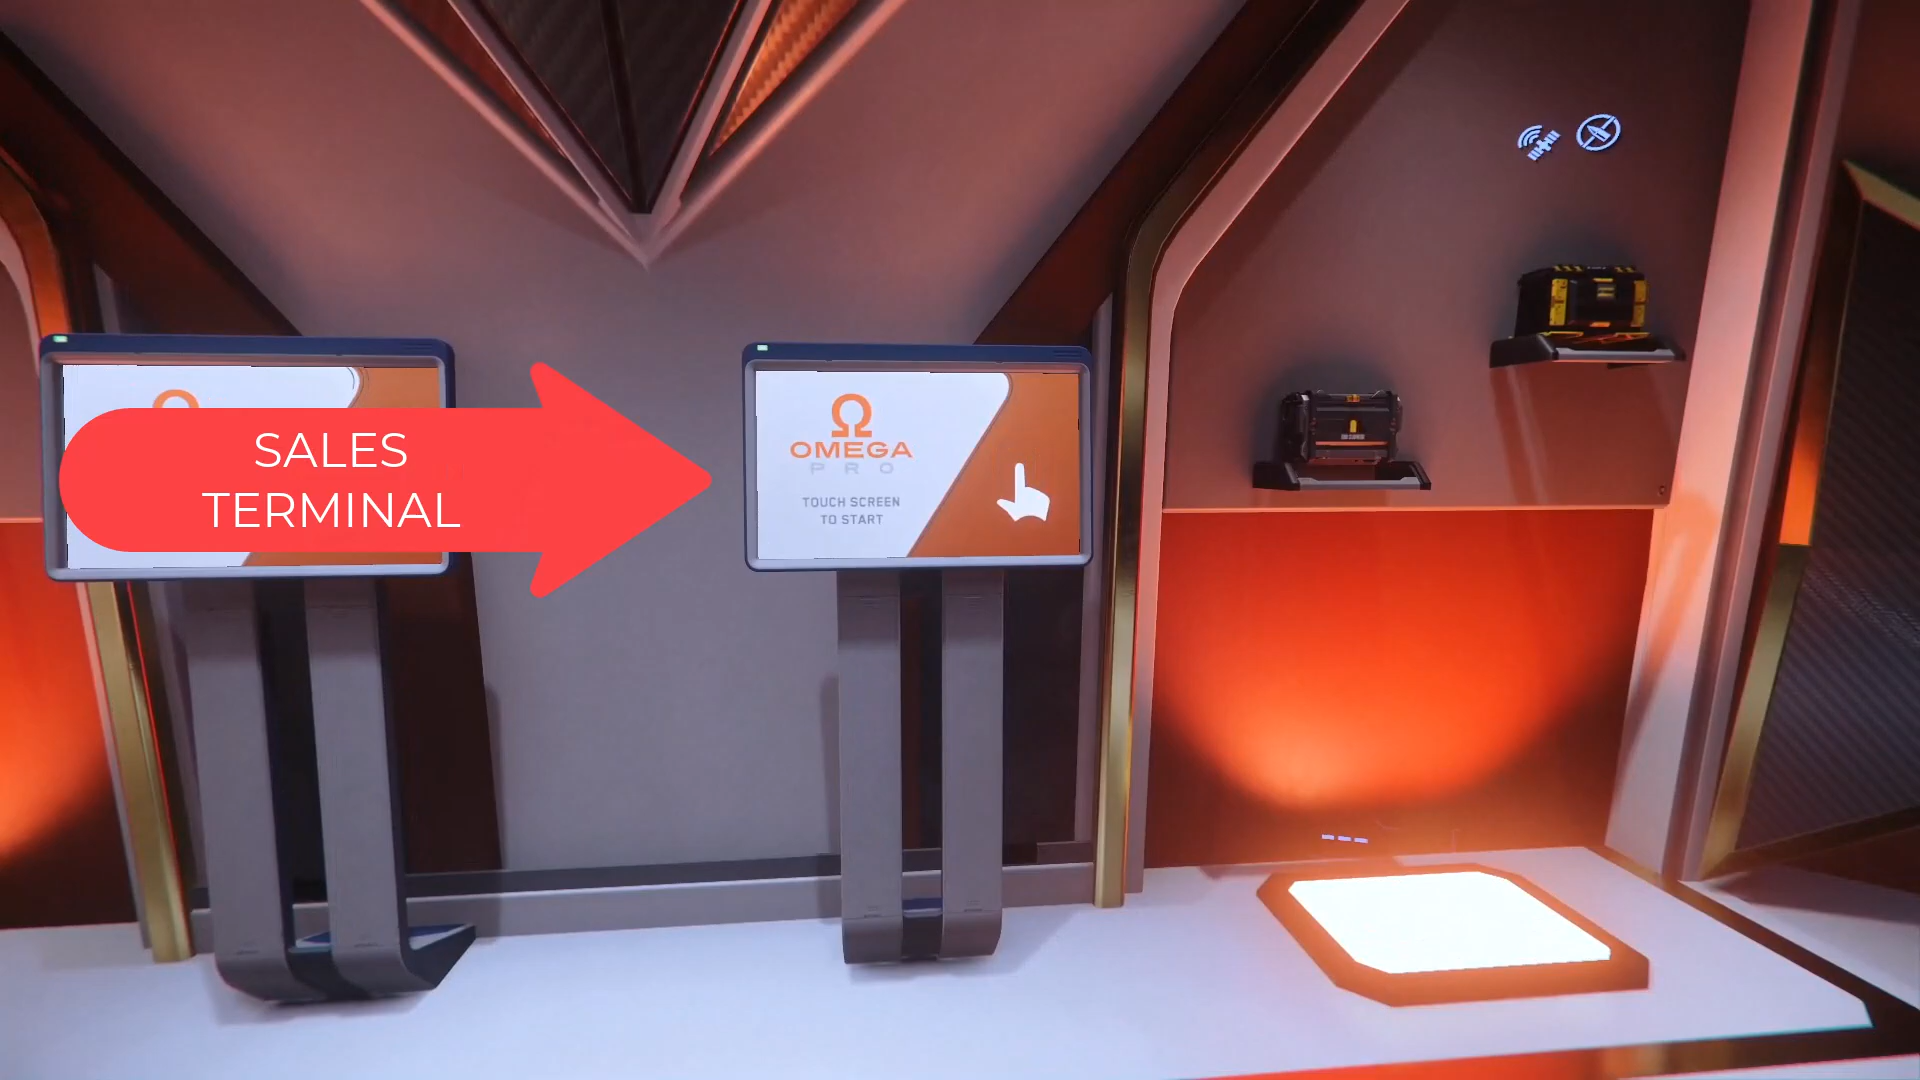 SALES
TERMINAL
Ω
OMEGA
PRO
TOUCH SCREEN
TO START